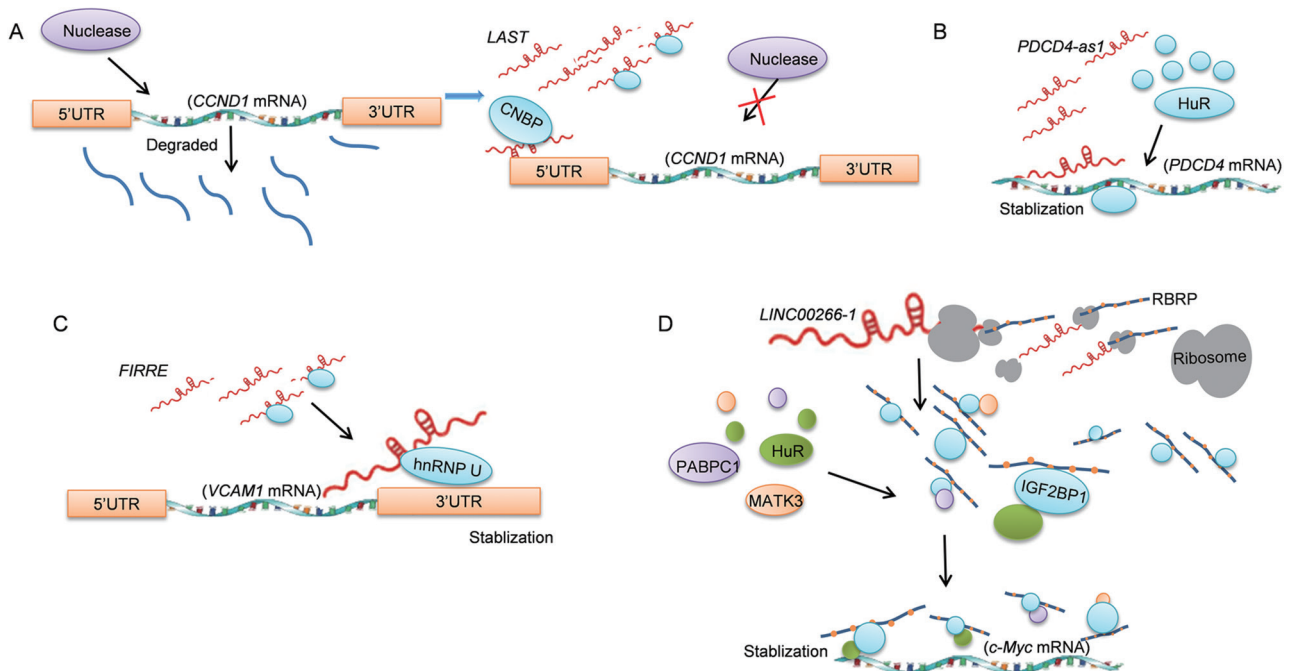 A
Nuclease
5'UTR
(CCND1 mRNA)
3'UTR
Degraded
LAST
CNBP
Nuclease
5'UTR
(CCND1 mRNA)
3'UTR
B
PDCD4-as1
HuR
(PDCD4 mRNA)
Stablization
C
FIRRE
hnRNP U
5'UTR
(VCAM1 mRNA)
3'UTR
Stablization
D
LINC00266-1
RBRP
Ribosome
PABPC1
HuR
MATK3
IGF2BP1
Stablization
(c-Myc mRNA)